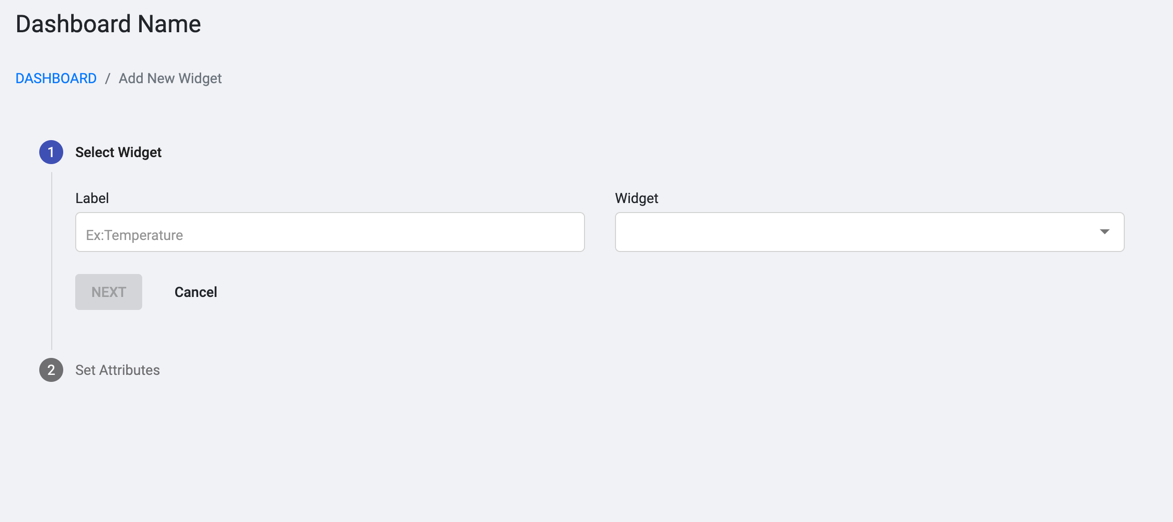 Dashboard Name
DASHBOARD / Add New Widget
1 Select Widget
Label Widget
Ex:Temperature
NEXT Cancel
2 Set Attributes